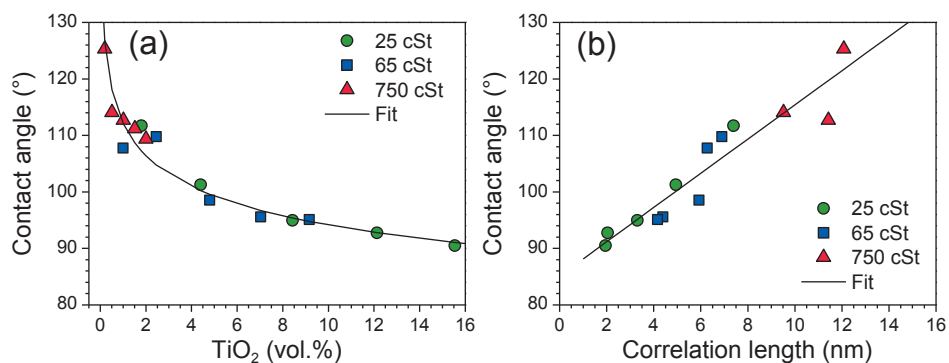 (a)
25 cSt
65 cSt
750 cSt
Fit
Contact angle (°)
130
120
110
100
90
80
0 2 4 6 8 10 12 14 16
TiO₂ (vol.%)
(b)
25 cSt
65 cSt
750 cSt
Fit
Contact angle (°)
130
120
110
100
90
80
0 2 4 6 8 10 12 14 16
Correlation length (nm)